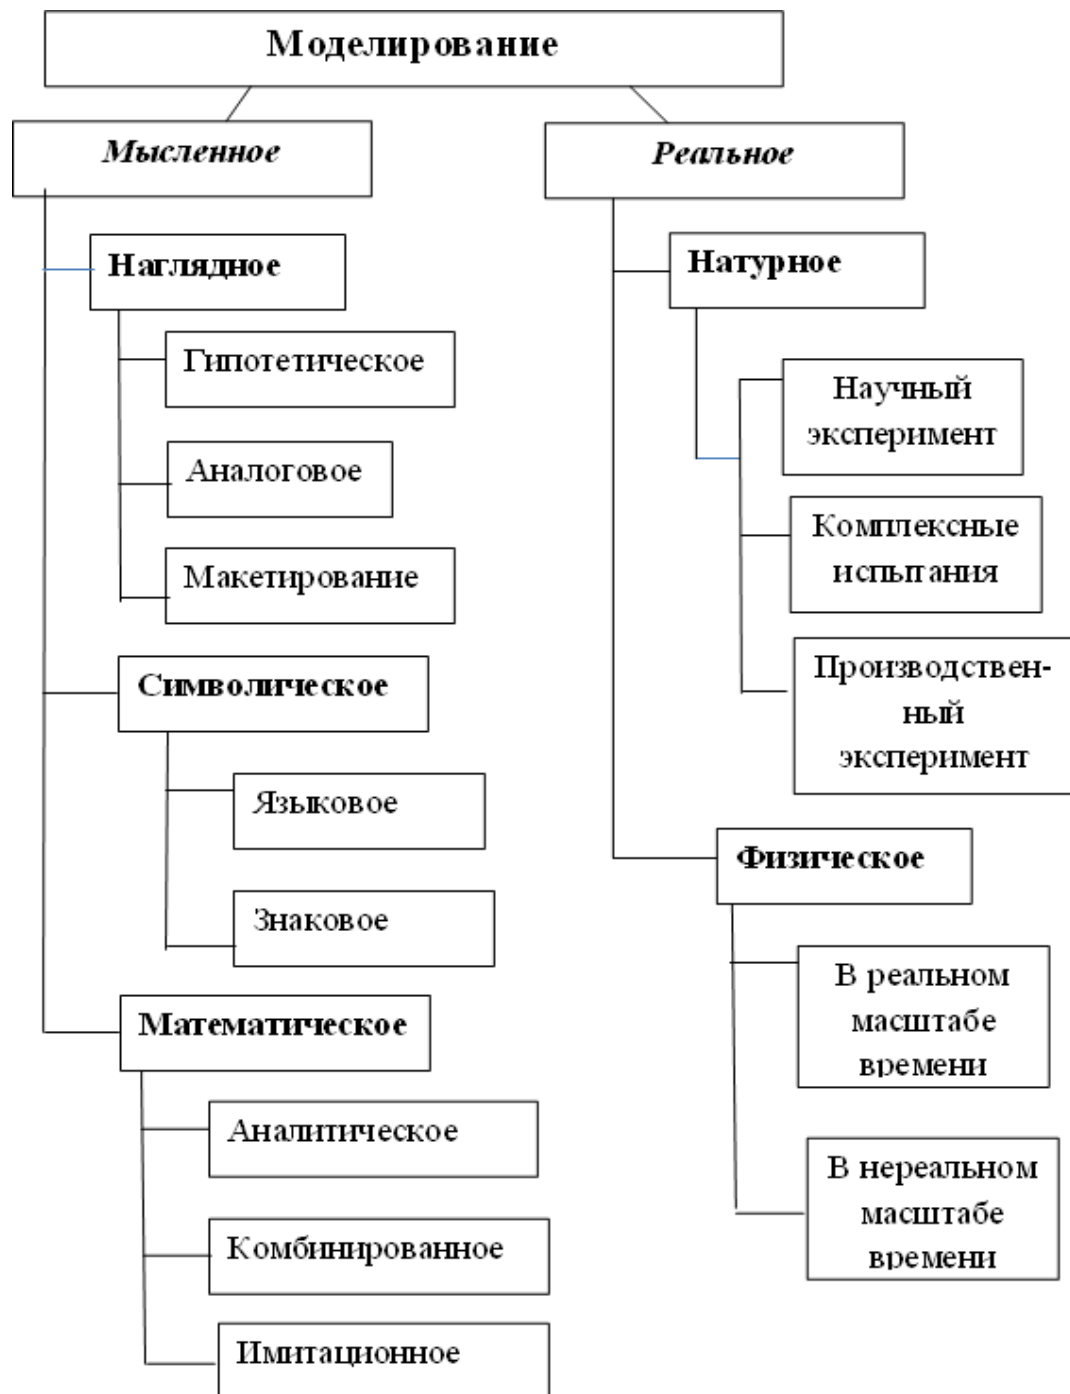 Моделирование
Мысленное
Наглядное
Гипотетическое
Аналоговое
Макетирование
Символическое
Языковое
Знаковое
Математическое
Аналитическое
Комбинированное
Имитационное
Реальное
Натурное
Научный
эксперимент
Комплексные
испытания
Производствен-
ный
эксперимент
Физическое
В реальном
масштабе
времени
В нереальном
масштабе
времени